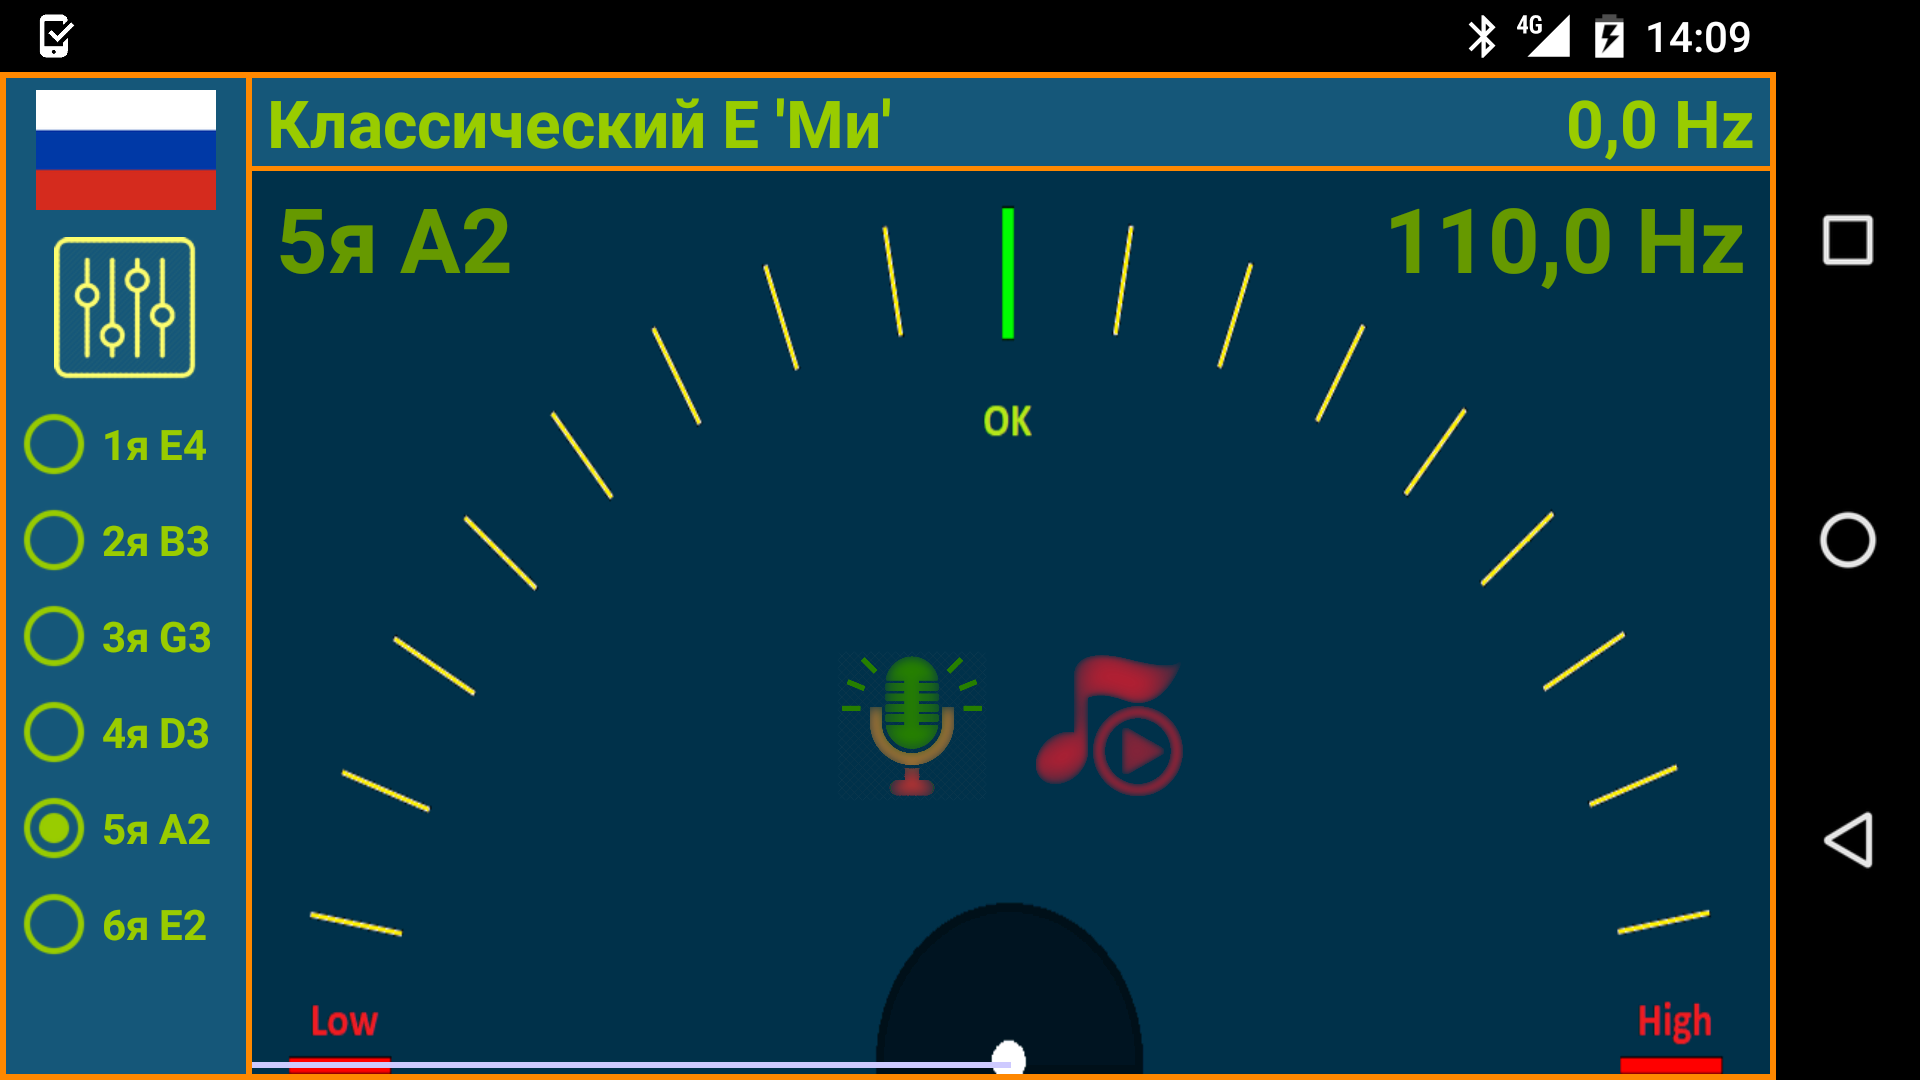 4G 14:09
Классический E 'Ми' 0,0 Hz
5я A2 110,0 Hz
OK
1я E4
2я B3
3я G3
4я D3
5я A2
6я E2
Low High